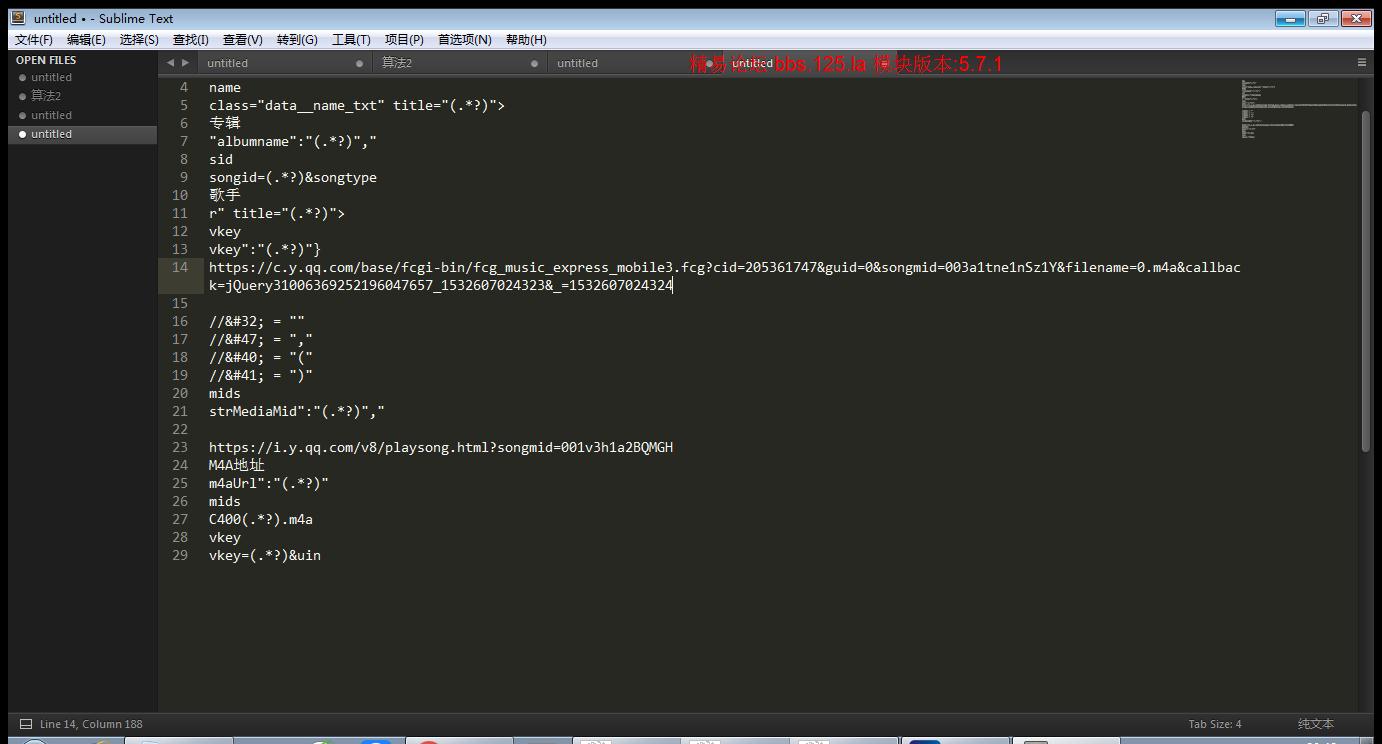 untitled • - Sublime Text
文件(F) 编辑(E) 选择(S) 查找(I) 查看(V) 转到(G) 工具(T) 项目(P) 首选项(N) 帮助(H)
OPEN FILES
untitled
算法2
untitled
untitled
untitled 算法2 untitled untitled
精易论坛 bbs.125.la 模块版本:5.7.1
4 name
5 class="data__name_txt" title="(.*?)">
6 专辑
7 "albumname":"(.*?)","
8 sid
9 songid=(.*?)&songtype
10 歌手
11 r" title="(.*?)">
12 vkey
13 vkey":"(.*?)"}
14 https://c.y.qq.com/base/fcgi-bin/fcg_music_express_mobile3.fcg?cid=205361747&guid=0&songmid=003a1tne1nSz1Y&filename=0.m4a&callbac
k=jQuery31006369252196047657_1532607024323&_=1532607024324
15
16 //&#32; = ""
17 //&#47; = ","
18 //&#40; = "("
19 //&#41; = ")"
20 mids
21 strMediaMid":"(.*?)","
22
23 https://i.y.qq.com/v8/playsong.html?songmid=001v3h1a2BQMGH
24 M4A地址
25 m4aUrl":"(.*?)"
26 mids
27 C400(.*?).m4a
28 vkey
29 vkey=(.*?)&uin
Line 14, Column 188
Tab Size: 4 纯文本